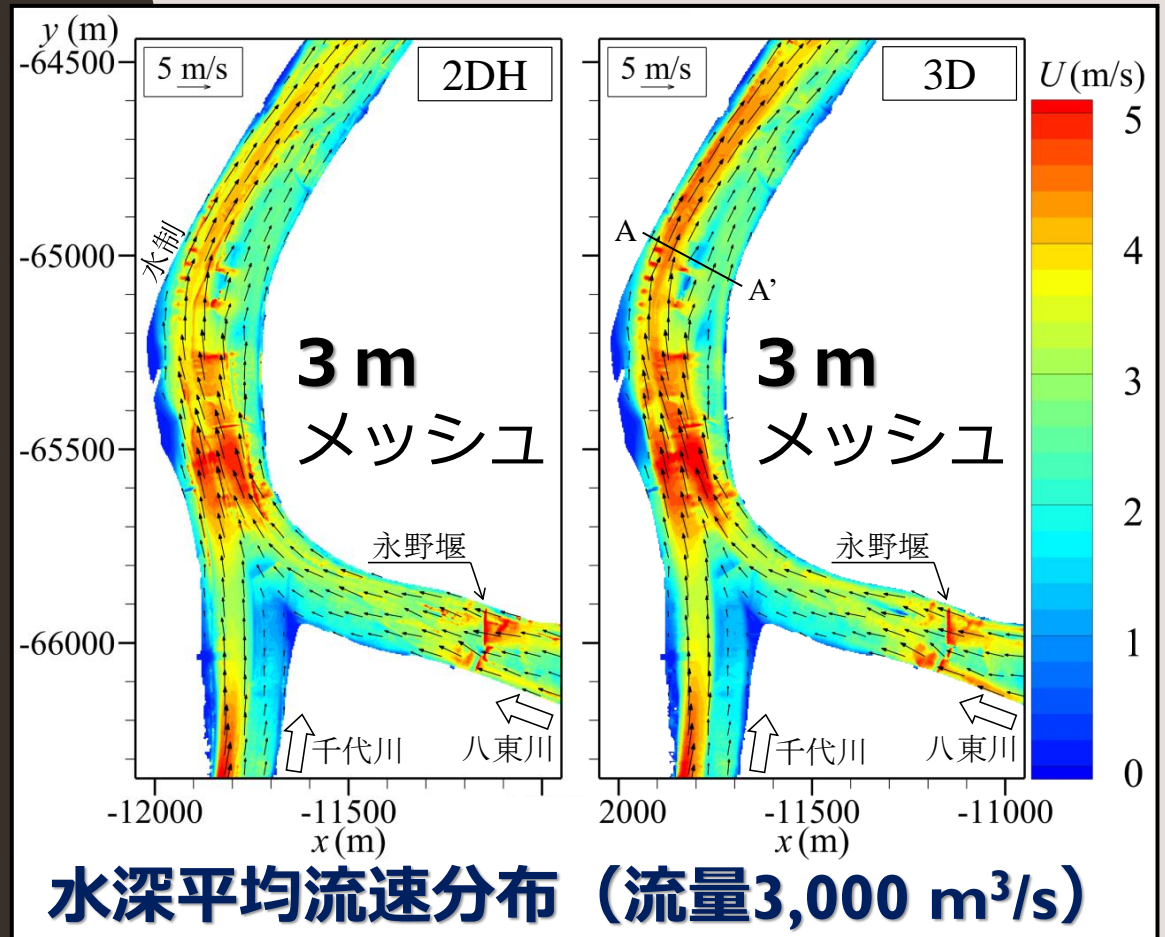 y (m)
-64500
-65000
-65500
-66000
5 m/s
2DH
水制
3 m
メッシュ
永野堰
千代川
八東川
-12000
-11500
x (m)
5 m/s
3D
A
A'
3 m
メッシュ
永野堰
千代川
八東川
2000
-11500
-11000
x (m)
U (m/s)
5
4
3
2
1
0
水深平均流速分布（流量3,000 m³/s）